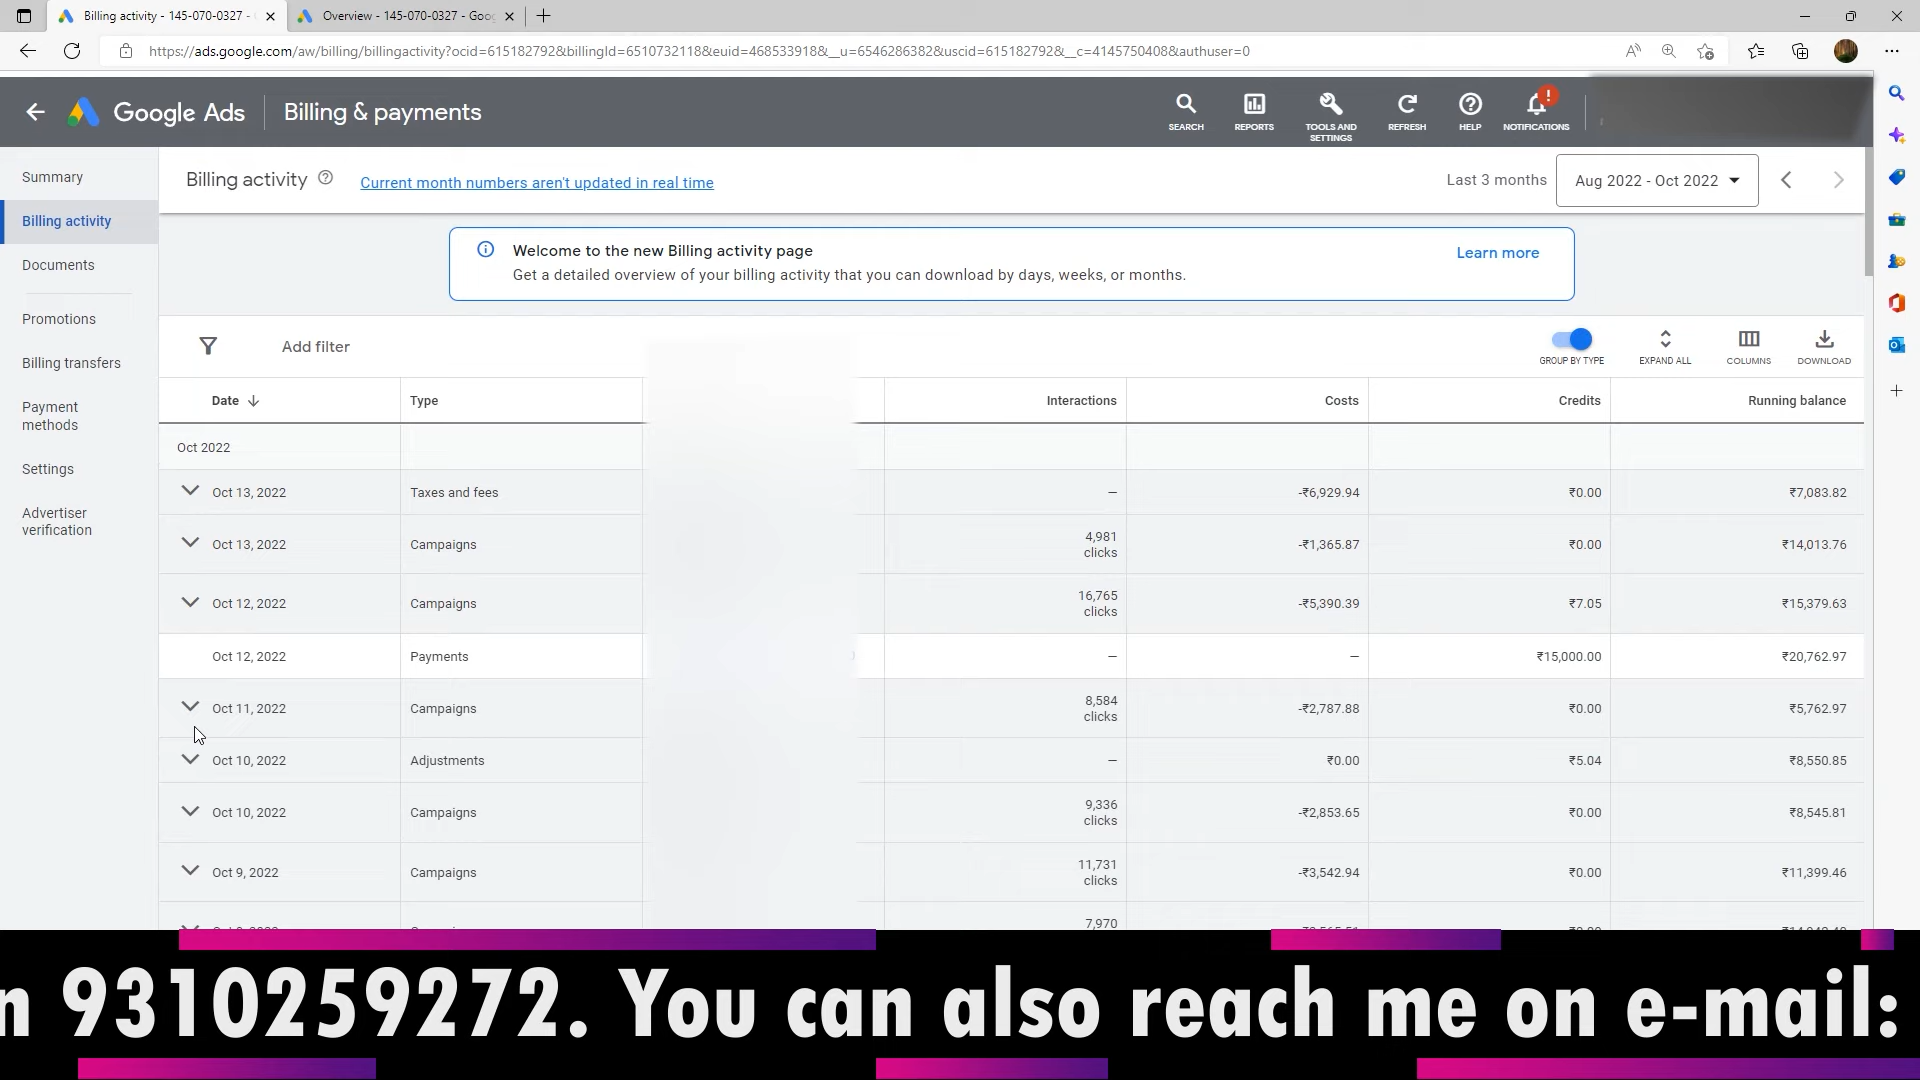 Billing activity - 145-070-0327 -
Overview - 145-070-0327 - Goog
https://ads.google.com/aw/billing/billingactivity?ocid=615182792&billingId=6510732118&euid=468533918&__u=6546286382&uscid=615182792&__c=4145750408&authuser=0
Google Ads
Billing & payments
SEARCH
REPORTS
TOOLS AND SETTINGS
REFRESH
HELP
NOTIFICATIONS
Summary
Billing activity
Documents
Promotions
Billing transfers
Payment methods
Settings
Advertiser verification
Billing activity
Current month numbers aren't updated in real time
Last 3 months
Aug 2022 - Oct 2022
Welcome to the new Billing activity page
Learn more
Get a detailed overview of your billing activity that you can download by days, weeks, or months.
Add filter
GROUP BY TYPE
EXPAND ALL
COLUMNS
DOWNLOAD
Date Type Interactions Costs Credits Running balance
Oct 2022
Oct 13, 2022 Taxes and fees — -₹6,929.94 ₹0.00 ₹7,083.82
Oct 13, 2022 Campaigns 4,981 clicks -₹1,365.87 ₹0.00 ₹14,013.76
Oct 12, 2022 Campaigns 16,765 clicks -₹5,390.39 ₹7.05 ₹15,379.63
Oct 12, 2022 Payments — — ₹15,000.00 ₹20,762.97
Oct 11, 2022 Campaigns 8,584 clicks -₹2,787.88 ₹0.00 ₹5,762.97
Oct 10, 2022 Adjustments — ₹0.00 ₹5.04 ₹8,550.85
Oct 10, 2022 Campaigns 9,336 clicks -₹2,853.65 ₹0.00 ₹8,545.81
Oct 9, 2022 Campaigns 11,731 clicks -₹3,542.94 ₹0.00 ₹11,399.46
7,970
n 9310259272. You can also reach me on e-mail: